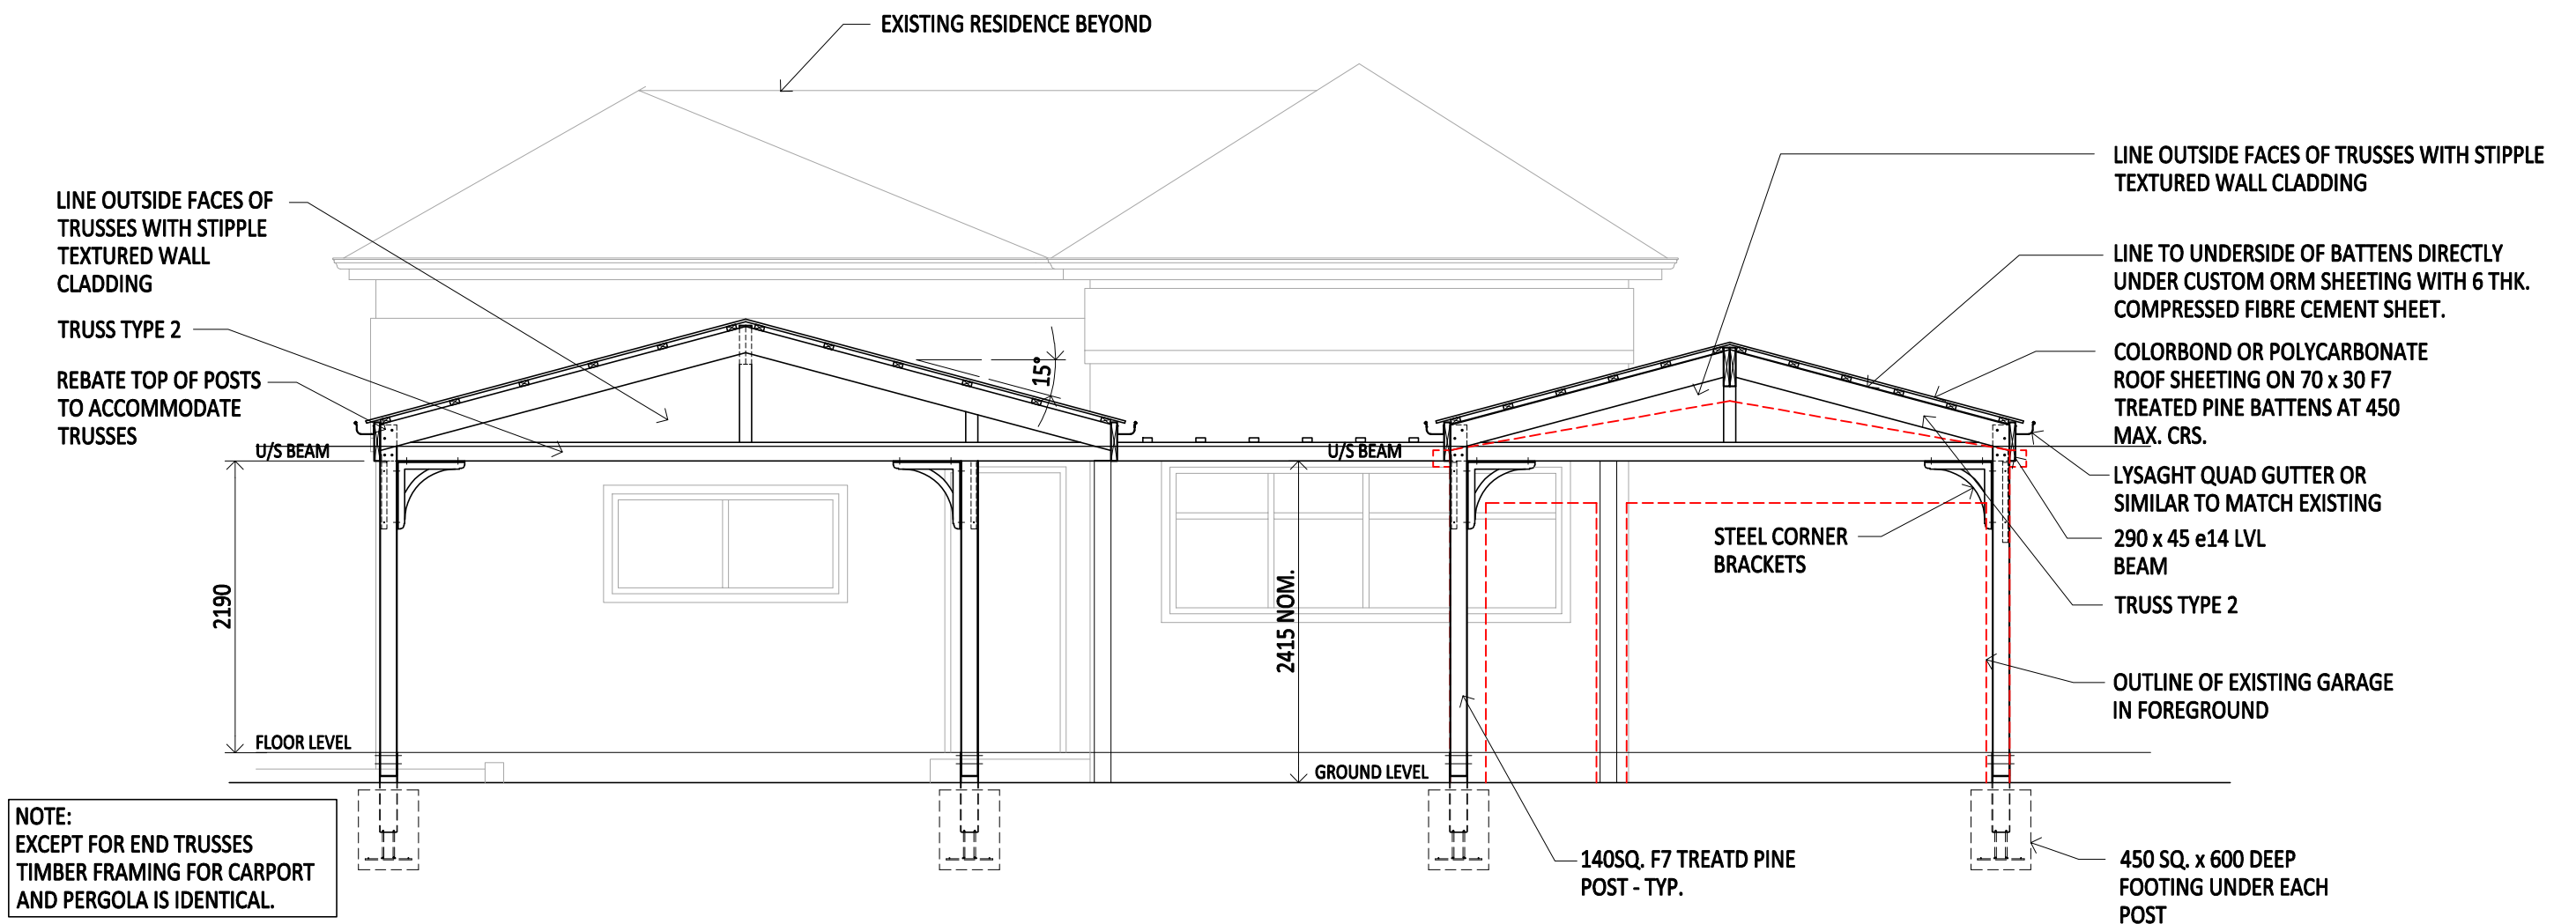 EXISTING RESIDENCE BEYOND
LINE OUTSIDE FACES OF
TRUSSES WITH STIPPLE
TEXTURED WALL
CLADDING
TRUSS TYPE 2
REBATE TOP OF POSTS
TO ACCOMMODATE
TRUSSES
U/S BEAM
2190
FLOOR LEVEL
NOTE:
EXCEPT FOR END TRUSSES
TIMBER FRAMING FOR CARPORT
AND PERGOLA IS IDENTICAL.
15°
U/S BEAM
2415 NOM.
GROUND LEVEL
STEEL CORNER
BRACKETS
140SQ. F7 TREATD PINE
POST - TYP.
LINE OUTSIDE FACES OF TRUSSES WITH STIPPLE
TEXTURED WALL CLADDING
LINE TO UNDERSIDE OF BATTENS DIRECTLY
UNDER CUSTOM ORM SHEETING WITH 6 THK.
COMPRESSED FIBRE CEMENT SHEET.
COLORBOND OR POLYCARBONATE
ROOF SHEETING ON 70 x 30 F7
TREATED PINE BATTENS AT 450
MAX. CRS.
LYSAGHT QUAD GUTTER OR
SIMILAR TO MATCH EXISTING
290 x 45 e14 LVL
BEAM
TRUSS TYPE 2
OUTLINE OF EXISTING GARAGE
IN FOREGROUND
450 SQ. x 600 DEEP
FOOTING UNDER EACH
POST